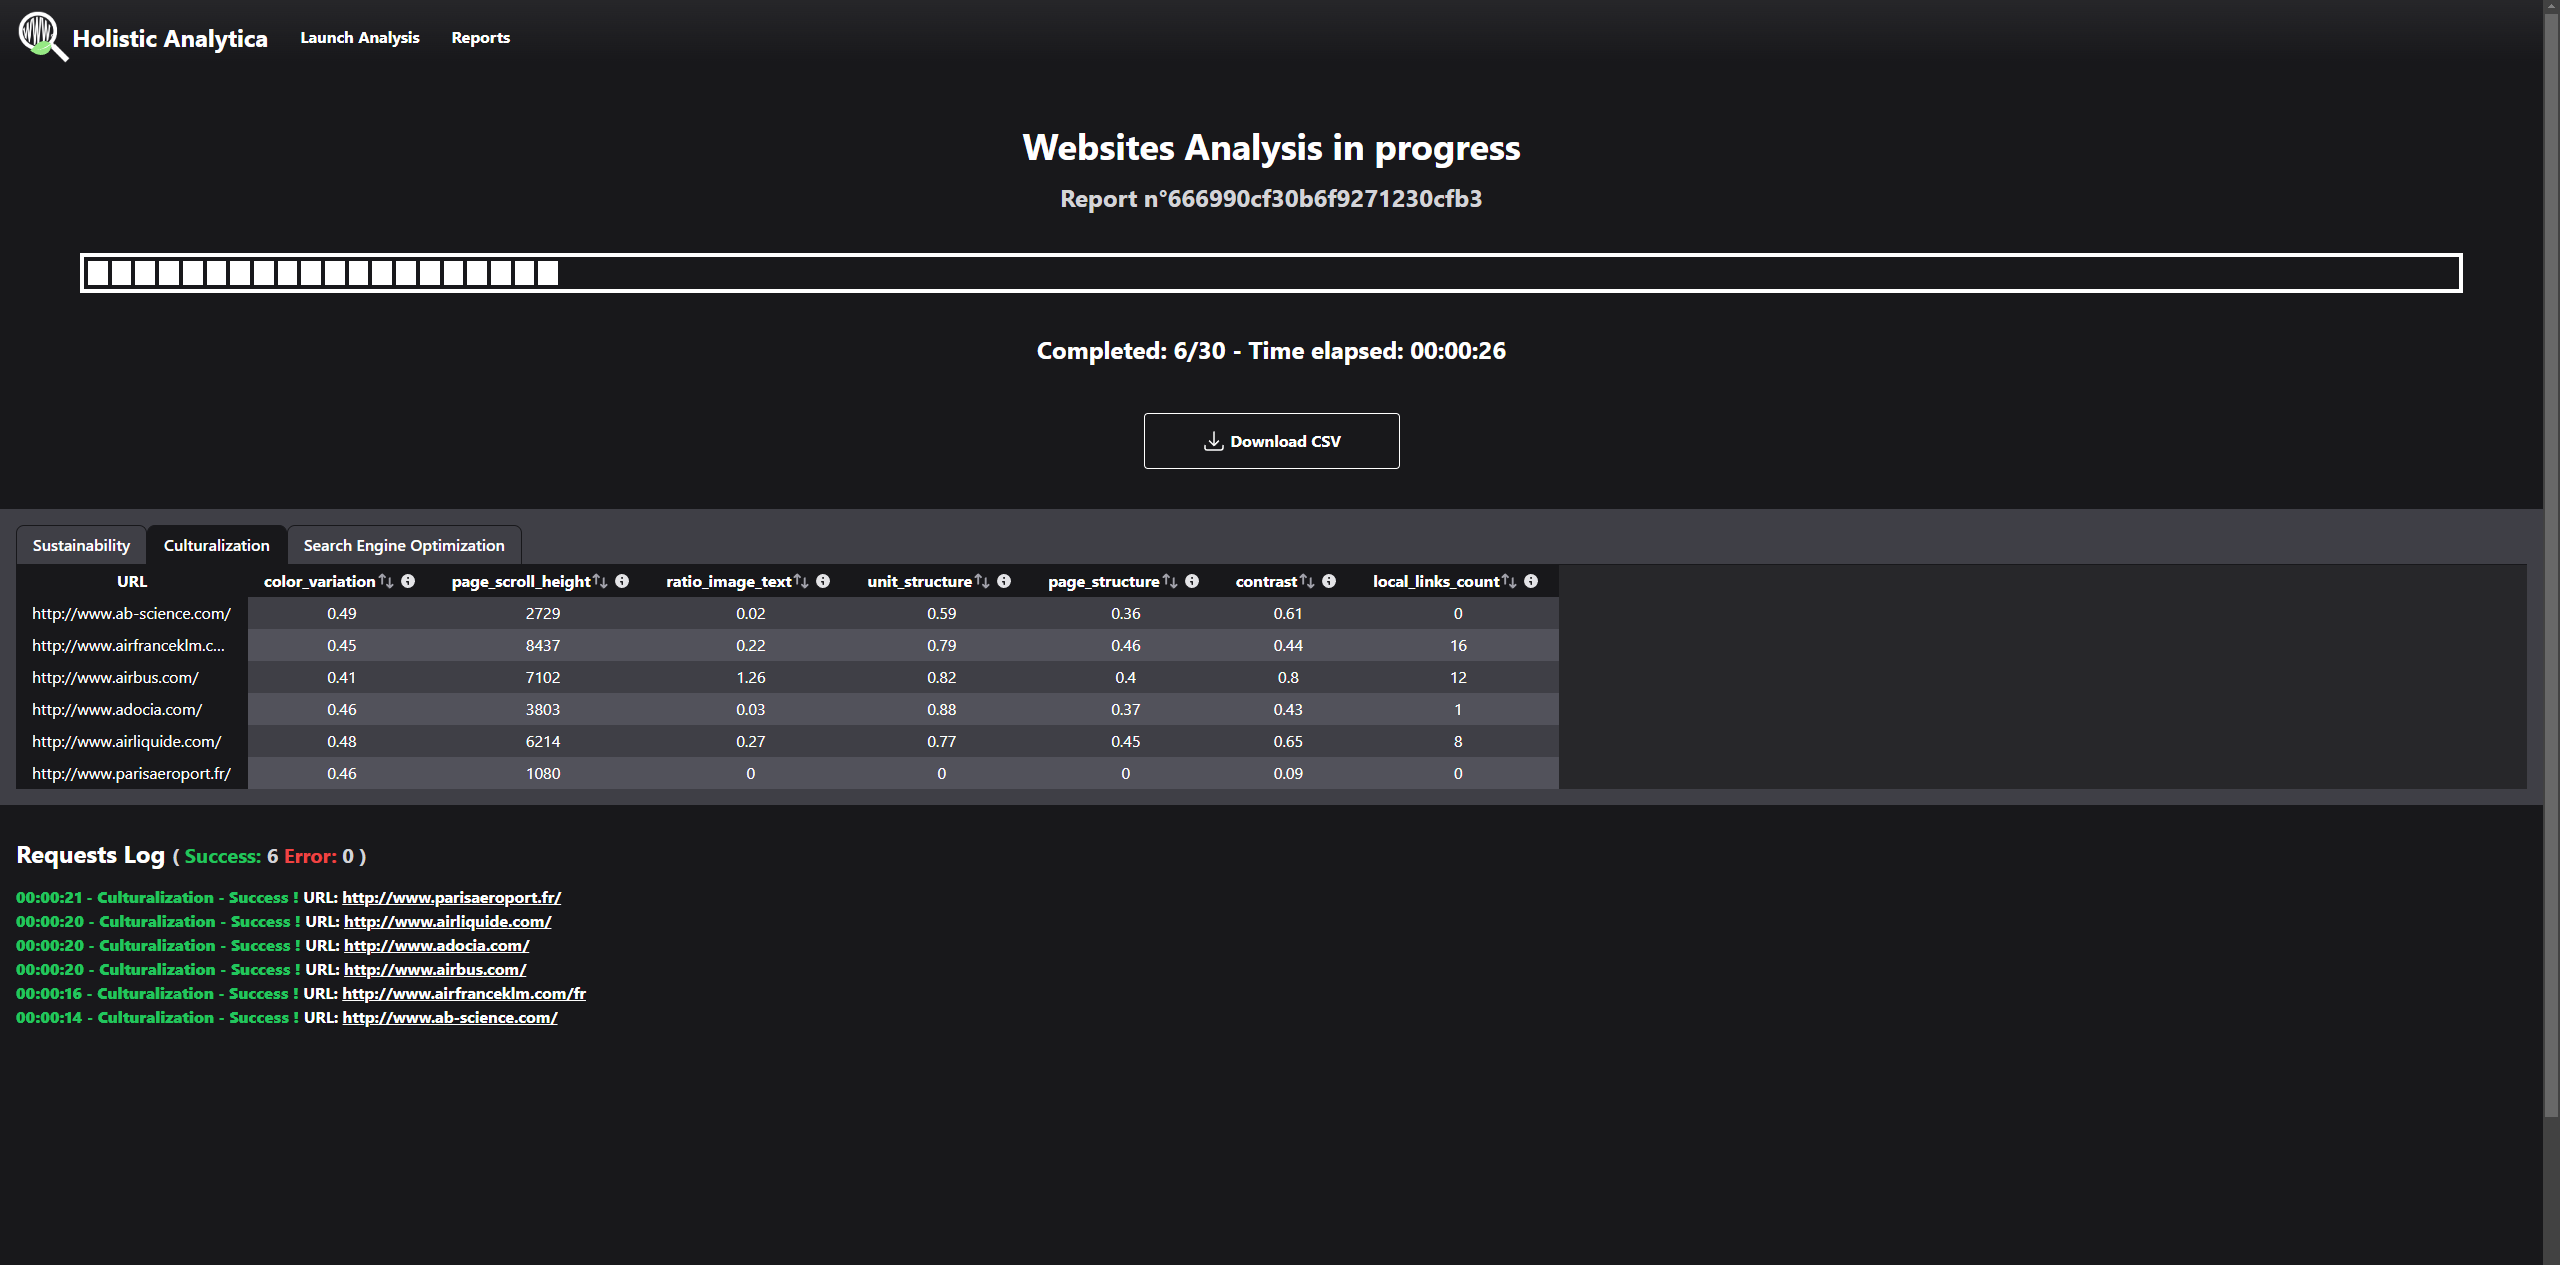 Holistic Analytica Launch Analysis Reports
Websites Analysis in progress
Report n°666990cf30b6f9271230cfb3
Completed: 6/30 - Time elapsed: 00:00:26
Download CSV
Sustainability Culturalization Search Engine Optimization
URL color_variation page_scroll_height ratio_image_text unit_structure page_structure contrast local_links_count
http://www.ab-science.com/ 0.49 2729 0.02 0.59 0.36 0.61 0
http://www.airfranceklm.c... 0.45 8437 0.22 0.79 0.46 0.44 16
http://www.airbus.com/ 0.41 7102 1.26 0.82 0.4 0.8 12
http://www.adocia.com/ 0.46 3803 0.03 0.88 0.37 0.43 1
http://www.airliquide.com/ 0.48 6214 0.27 0.77 0.45 0.65 8
http://www.parisaeroport.fr/ 0.46 1080 0 0 0 0.09 0
Requests Log ( Success: 6 Error: 0 )
00:00:21 - Culturalization - Success ! URL: http://www.parisaeroport.fr/
00:00:20 - Culturalization - Success ! URL: http://www.airliquide.com/
00:00:20 - Culturalization - Success ! URL: http://www.adocia.com/
00:00:20 - Culturalization - Success ! URL: http://www.airbus.com/
00:00:16 - Culturalization - Success ! URL: http://www.airfranceklm.com/fr
00:00:14 - Culturalization - Success ! URL: http://www.ab-science.com/